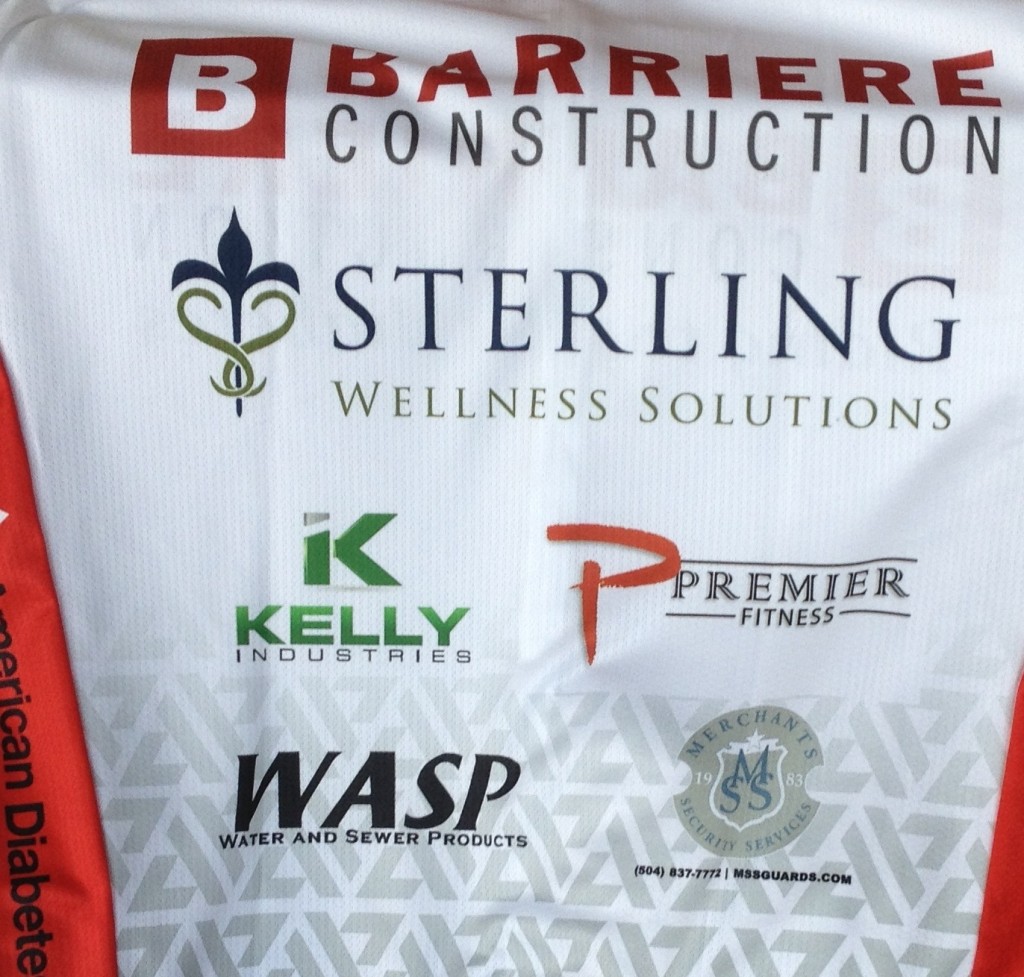 B BARRIERE
CONSTRUCTION
STERLING
WELLNESS SOLUTIONS
K
KELLY
INDUSTRIES
P PREMIER
FITNESS
WASP
WATER AND SEWER PRODUCTS
MERCHANTS
19 MSS 83
SECURITY SERVICES
(504) 837-7772 | MSSGUARDS.COM
American Diabete